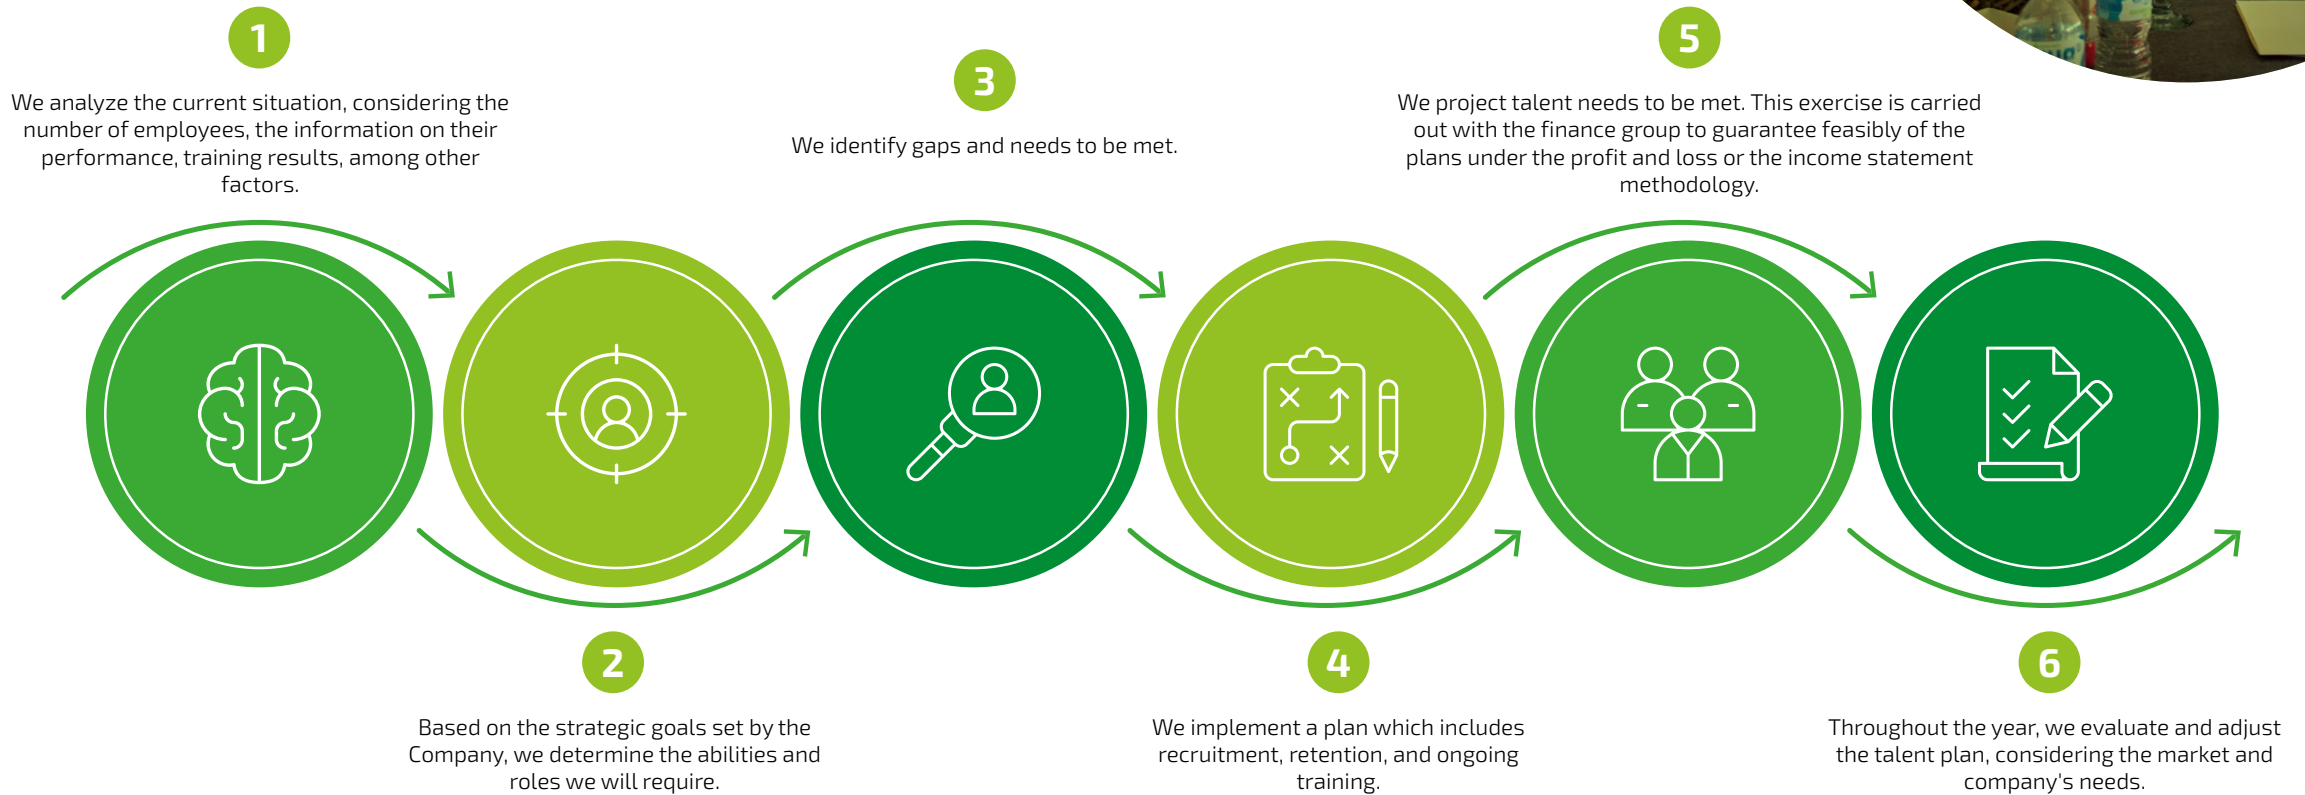 1
We analyze the current situation, considering the
number of employees, the information on their
performance, training results, among other
factors.
2
Based on the strategic goals set by the
Company, we determine the abilities and
roles we will require.
3
We identify gaps and needs to be met.
4
We implement a plan which includes
recruitment, retention, and ongoing
training.
5
We project talent needs to be met. This exercise is carried
out with the finance group to guarantee feasibly of the
plans under the profit and loss or the income statement
methodology.
6
Throughout the year, we evaluate and adjust
the talent plan, considering the market and
company's needs.